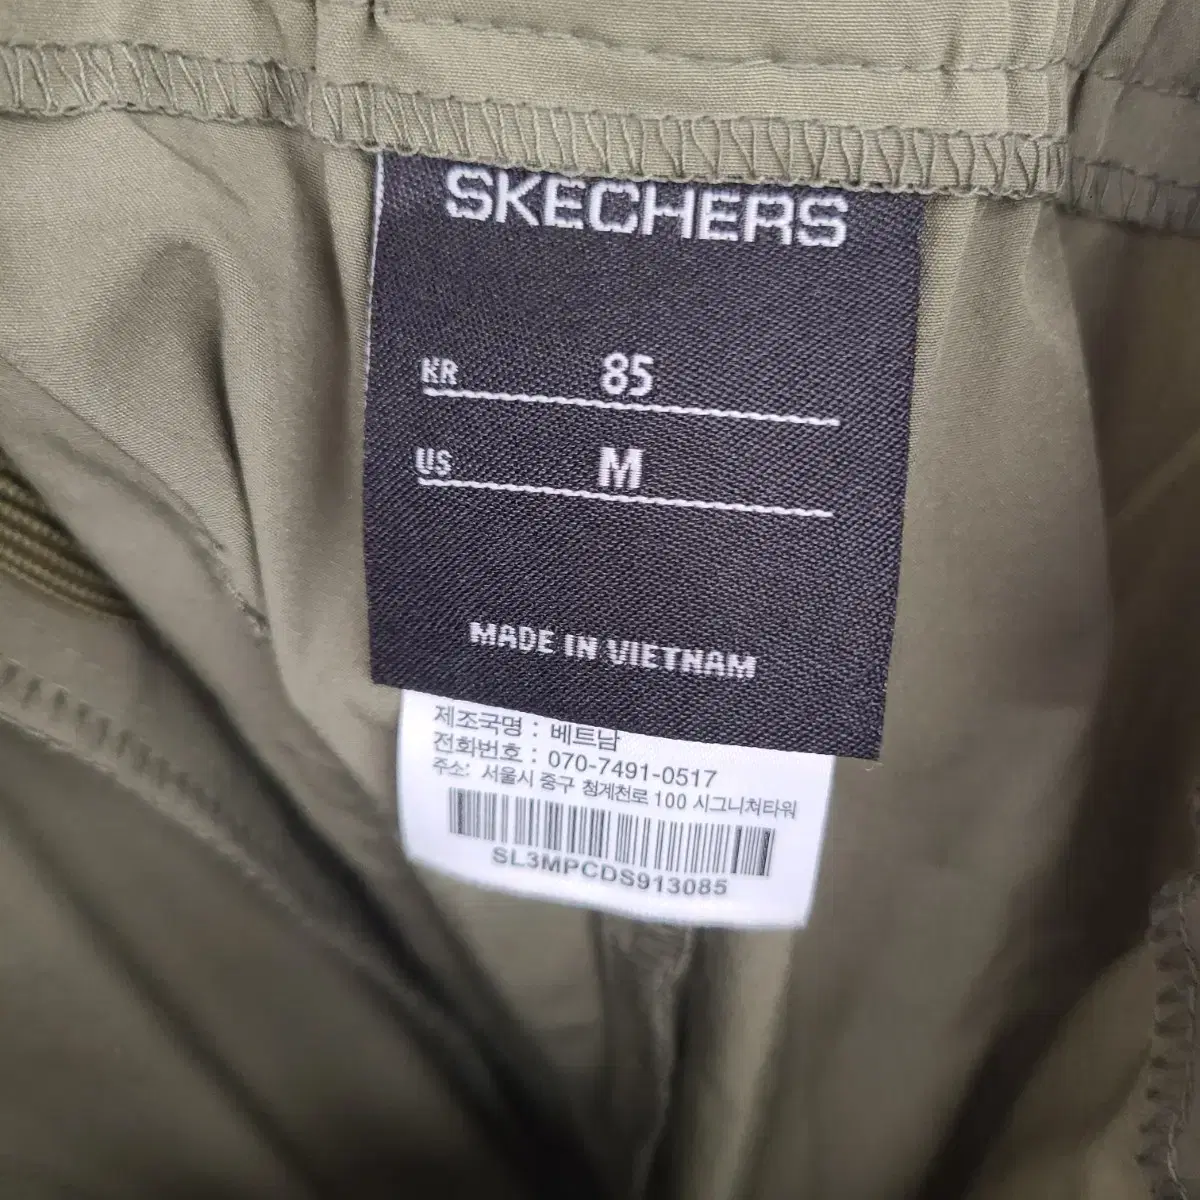 SKECHERS
KR 85
US M
MADE IN VIETNAM
제조국명 : 베트남
전화번호 : 070-7491-0517
주소: 서울시 중구 청계천로 100 시그니쳐타워
SL3MPCDS913085